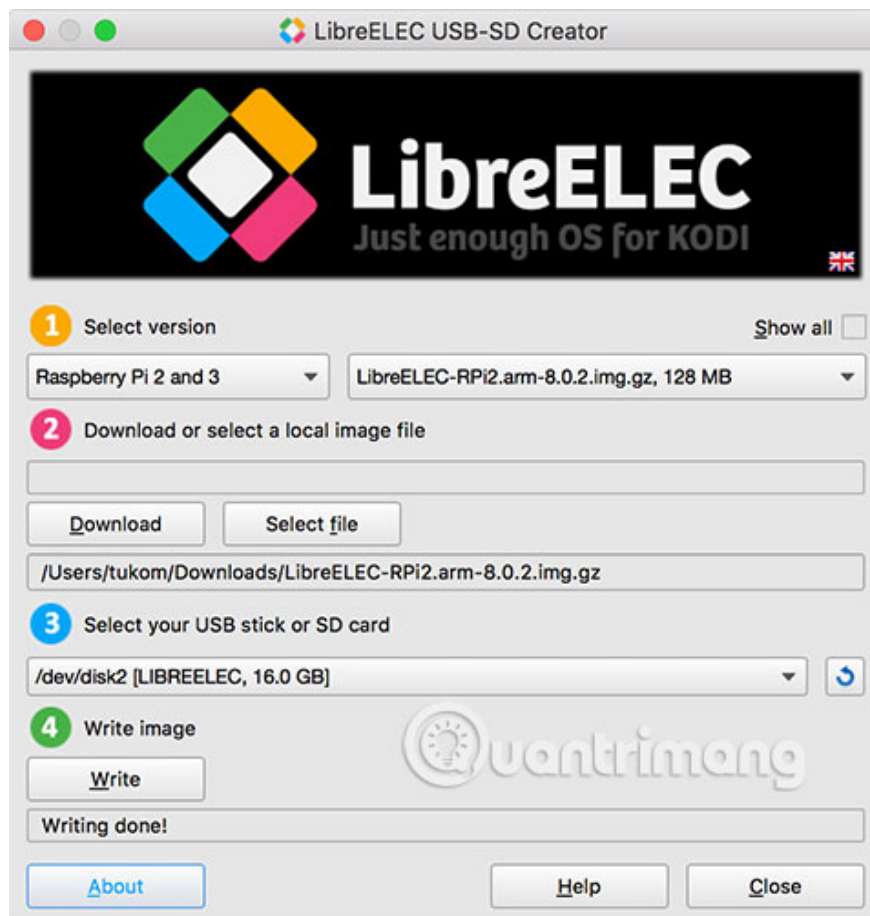 LibreELEC USB-SD Creator
LibreELEC
Just enough OS for KODI
1 Select version
Show all
Raspberry Pi 2 and 3
LibreELEC-RPi2.arm-8.0.2.img.gz, 128 MB
2 Download or select a local image file
Download
Select file
/Users/tukom/Downloads/LibreELEC-RPi2.arm-8.0.2.img.gz
3 Select your USB stick or SD card
/dev/disk2 [LIBREELEC, 16.0 GB]
4 Write image
Quantrimang
Write
Writing done!
About
Help
Close